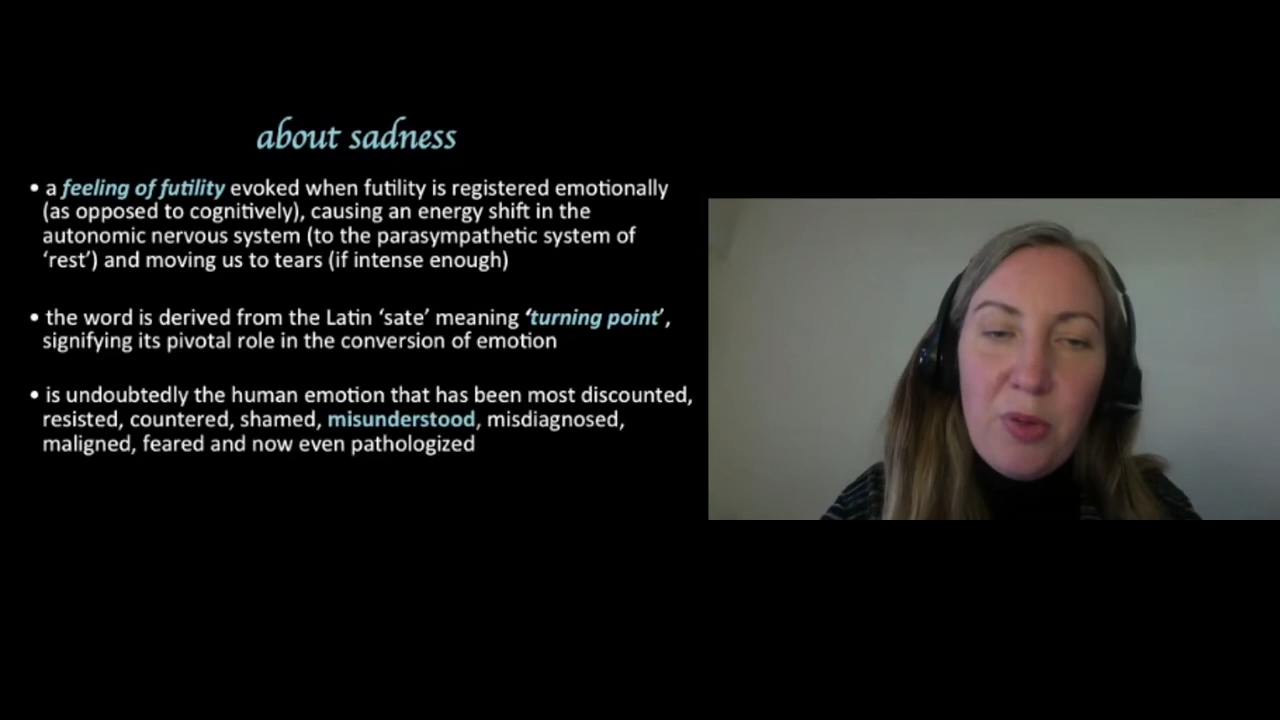 about sadness
• a feeling of futility evoked when futility is registered emotionally
(as opposed to cognitively), causing an energy shift in the
autonomic nervous system (to the parasympathetic system of
‘rest’) and moving us to tears (if intense enough)
• the word is derived from the Latin ‘sate’ meaning ‘turning point’,
signifying its pivotal role in the conversion of emotion
• is undoubtedly the human emotion that has been most discounted,
resisted, countered, shamed, misunderstood, misdiagnosed,
maligned, feared and now even pathologized